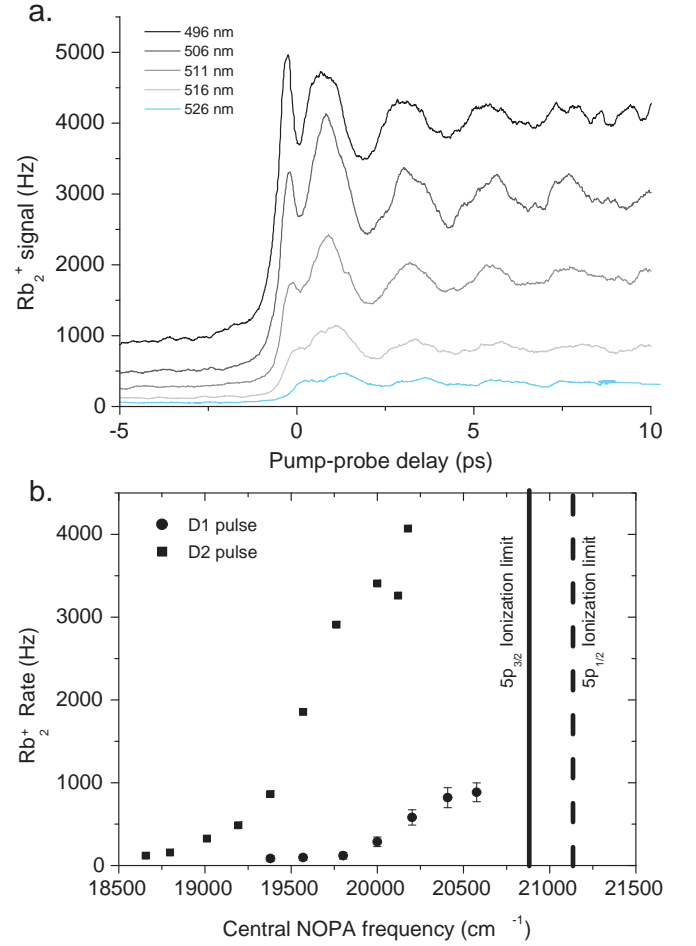 a.
496 nm
506 nm
511 nm
516 nm
526 nm
4000
3000
2000
1000
0
Rb2+ signal (Hz)
-5
0
5
10
Pump-probe delay (ps)
b.
D1 pulse
D2 pulse
4000
3000
2000
1000
0
Rb2+ Rate (Hz)
5p3/2 Ionization limit
5p1/2 Ionization limit
18500
19000
19500
20000
20500
21000
21500
Central NOPA frequency (cm -1)